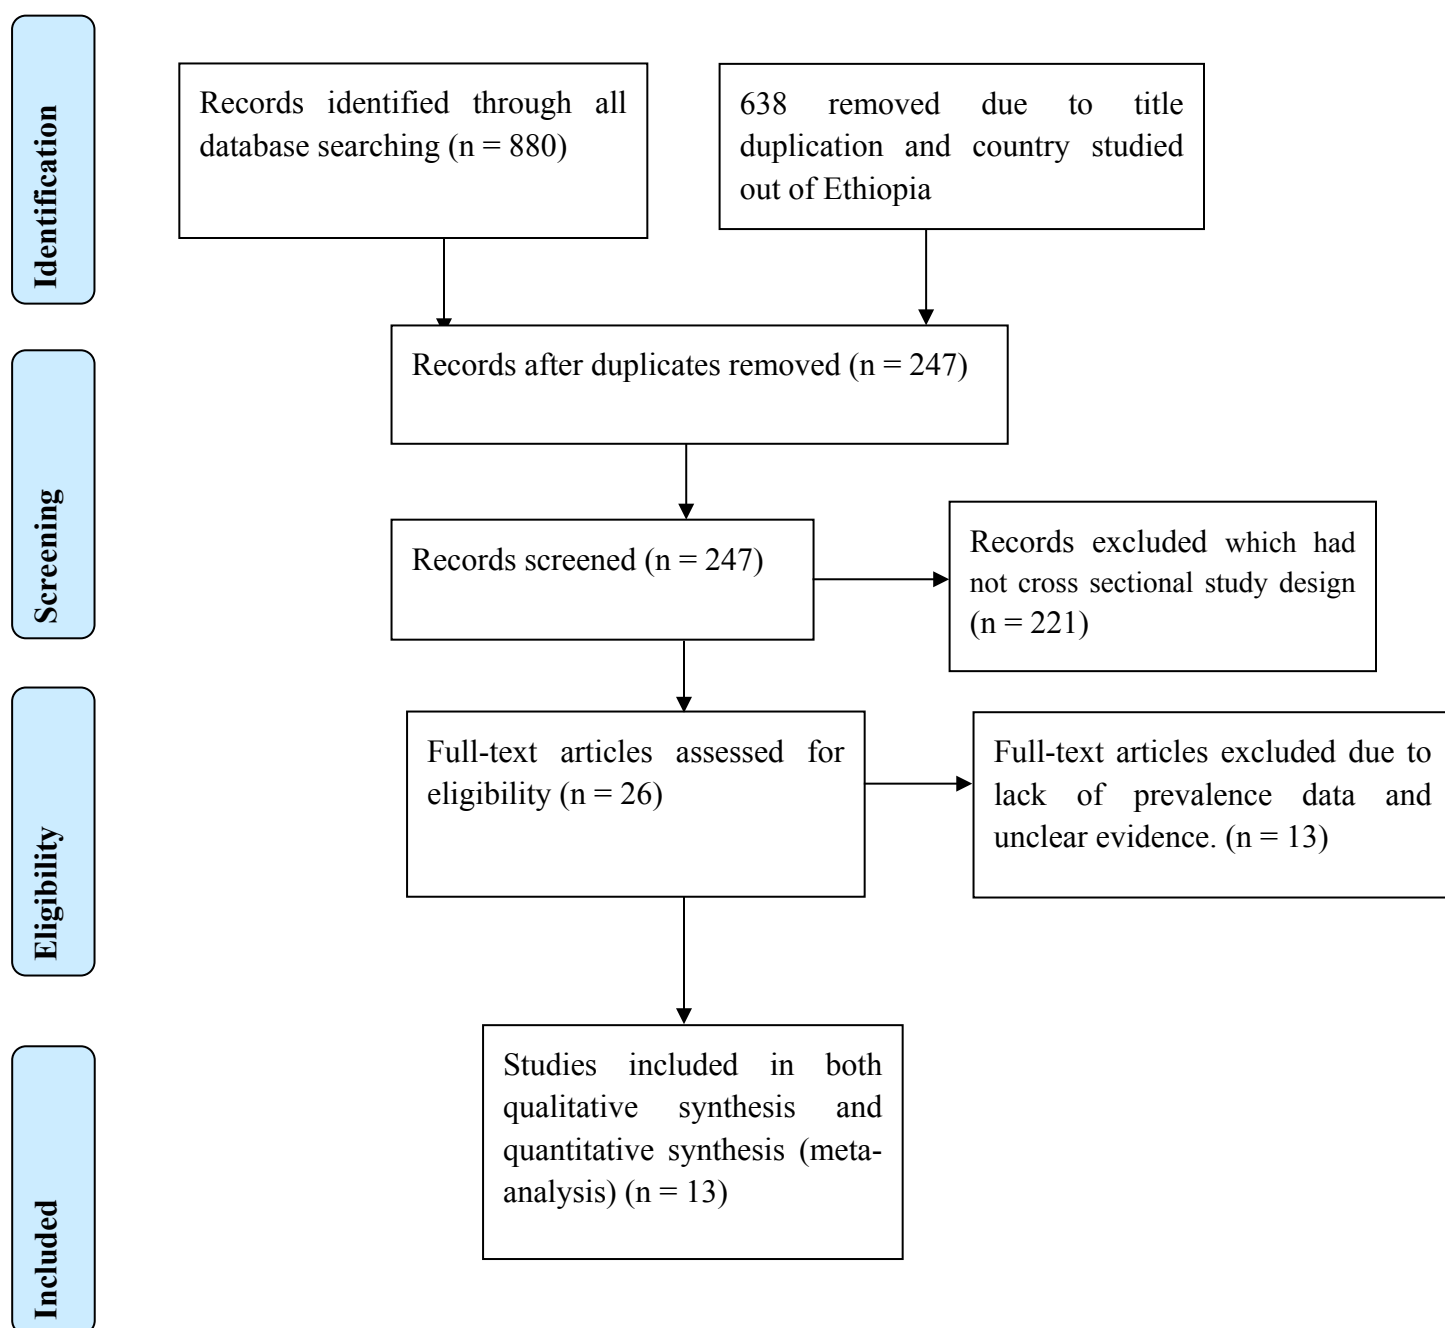 Identification
Records identified through all
database searching (n = 880)
638 removed due to title
duplication and country studied
out of Ethiopia
Records after duplicates removed (n = 247)
Screening
Records screened (n = 247)
Records excluded which had
not cross sectional study design
(n = 221)
Eligibility
Full-text articles assessed for
eligibility (n = 26)
Full-text articles excluded due to
lack of prevalence data and
unclear evidence. (n = 13)
Included
Studies included in both
qualitative synthesis and
quantitative synthesis (meta-
analysis) (n = 13)